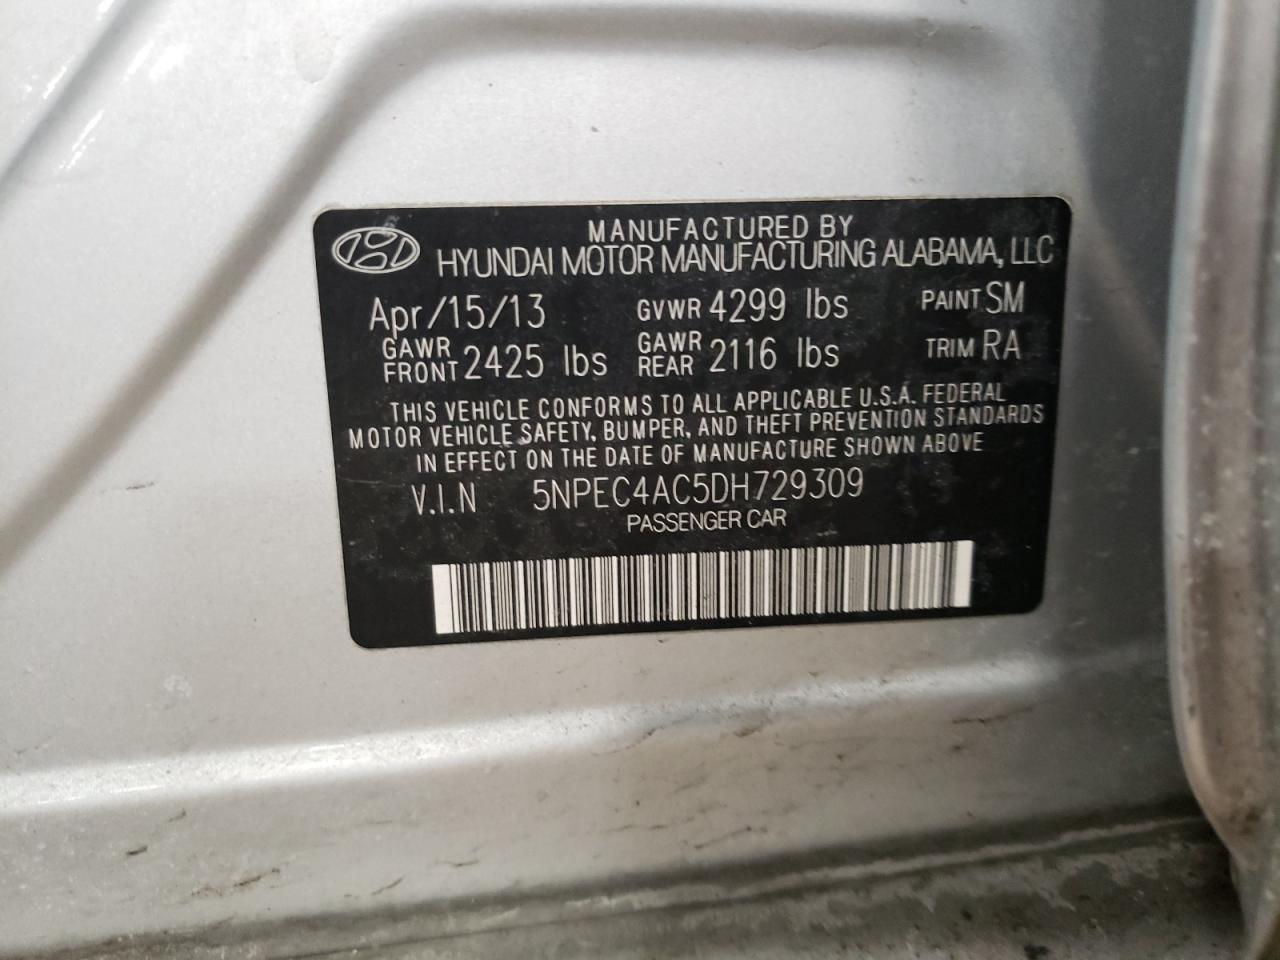 MANUFACTURED BY
HYUNDAI MOTOR MANUFACTURING ALABAMA, LLC
Apr/15/13 GVWR 4299 lbs PAINT SM
GAWR FRONT 2425 lbs GAWR REAR 2116 lbs TRIM RA
THIS VEHICLE CONFORMS TO ALL APPLICABLE U.S.A. FEDERAL
MOTOR VEHICLE SAFETY, BUMPER, AND THEFT PREVENTION STANDARDS
IN EFFECT ON THE DATE OF MANUFACTURE SHOWN ABOVE
V.I.N 5NPEC4AC5DH729309
PASSENGER CAR